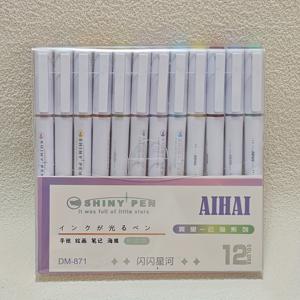 SHINY PEN
It was full of little stars
AIHAI
インクが光るペン
手帐 绘画 笔记 海报
12
DM-871
闪闪星河